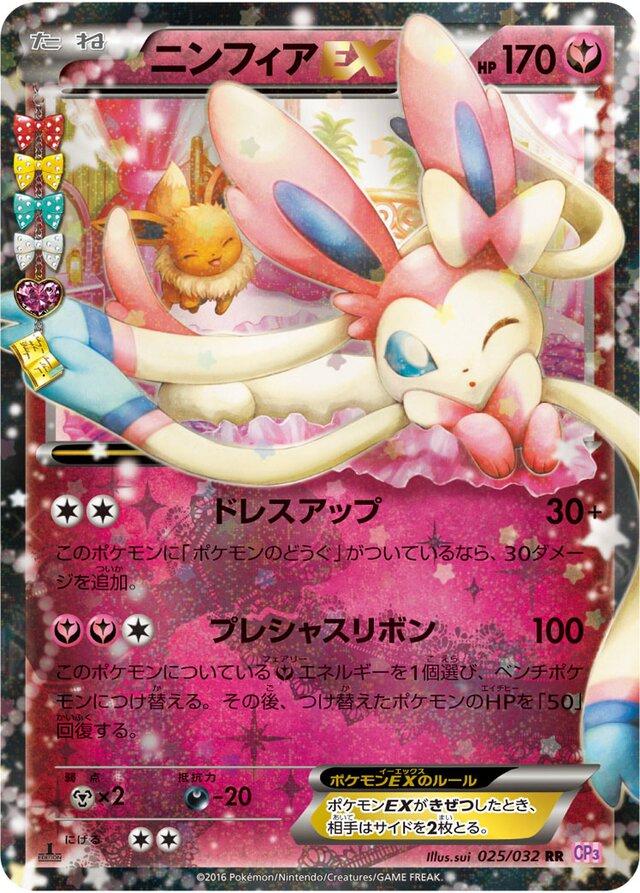 たね
ニンフィアEX
HP 170
ドレスアップ 30+
このポケモンに「ポケモンのどうぐ」がついているなら、30ダメー
ジを追加。
プレシャスリボン 100
このポケモンについているエネルギーを1個選び、ベンチポケ
モンにつけ替える。その後、つけ替えたポケモンのHPを「50」
回復する。
弱点 ×2 抵抗力 -20
にげる
ポケモンEXのルール
ポケモンEXがきぜつしたとき、
相手はサイドを2枚とる。
1 EDITION
Illus.sui 025/032 RR CP3
©2016 Pokémon/Nintendo/Creatures/GAME FREAK.